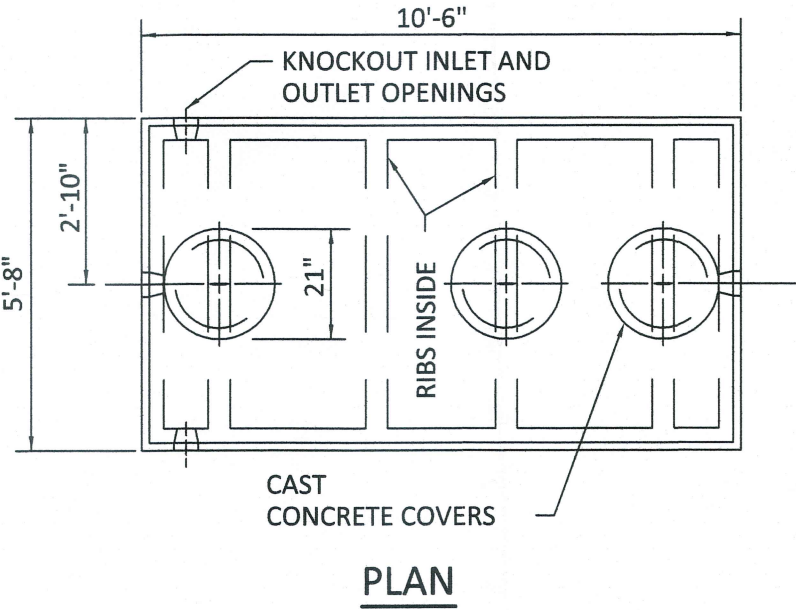 10'-6"
KNOCKOUT INLET AND
OUTLET OPENINGS
2'-10"
5'-8"
21"
RIBS INSIDE
CAST
CONCRETE COVERS
PLAN